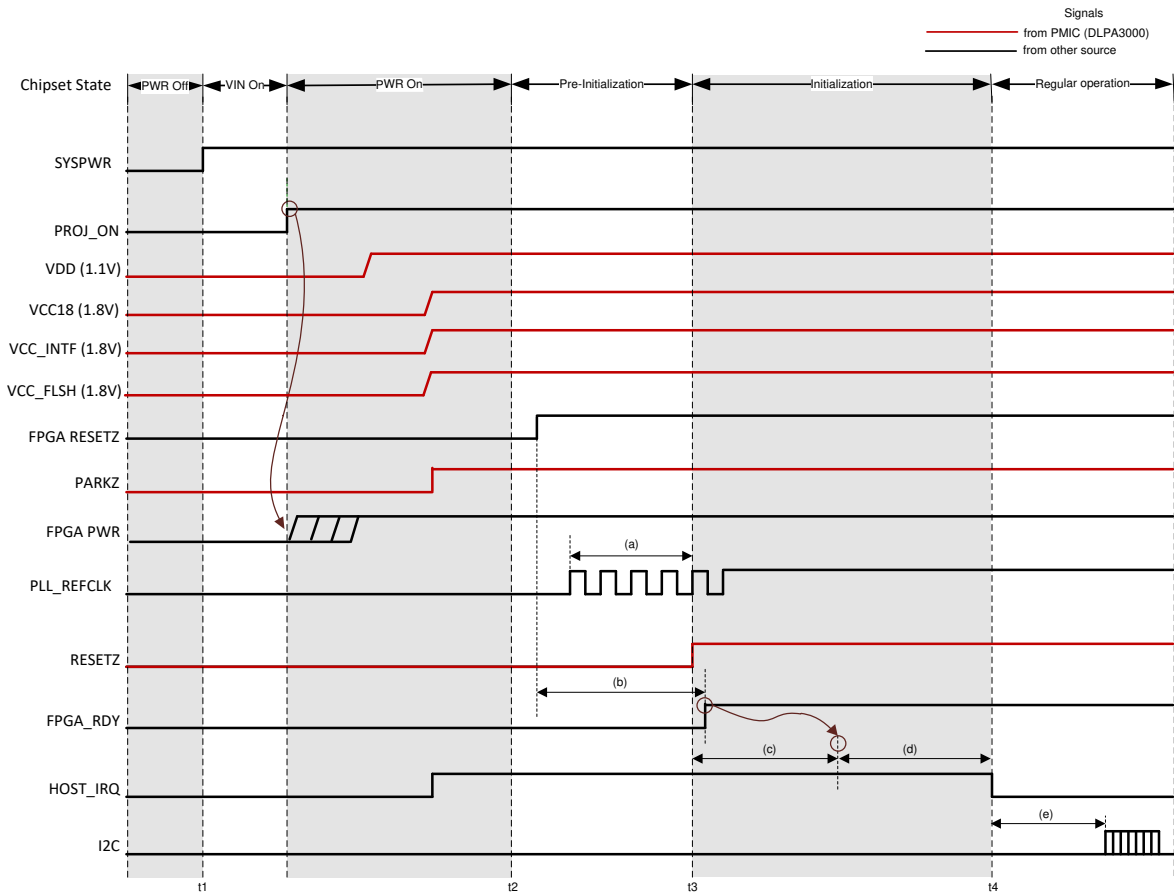 Signals
from PMIC (DLPA3000)
from other source
Chipset State
PWR Off
VIN On
PWR On
Pre-Initialization
Initialization
Regular operation
SYSPWR
PROJ_ON
VDD (1.1V)
VCC18 (1.8V)
VCC_INTF (1.8V)
VCC_FLSH (1.8V)
FPGA RESETZ
PARKZ
FPGA PWR
(a)
PLL_REFCLK
RESETZ
(b)
FPGA_RDY
(c)
(d)
HOST_IRQ
(e)
I2C
t1
t2
t3
t4